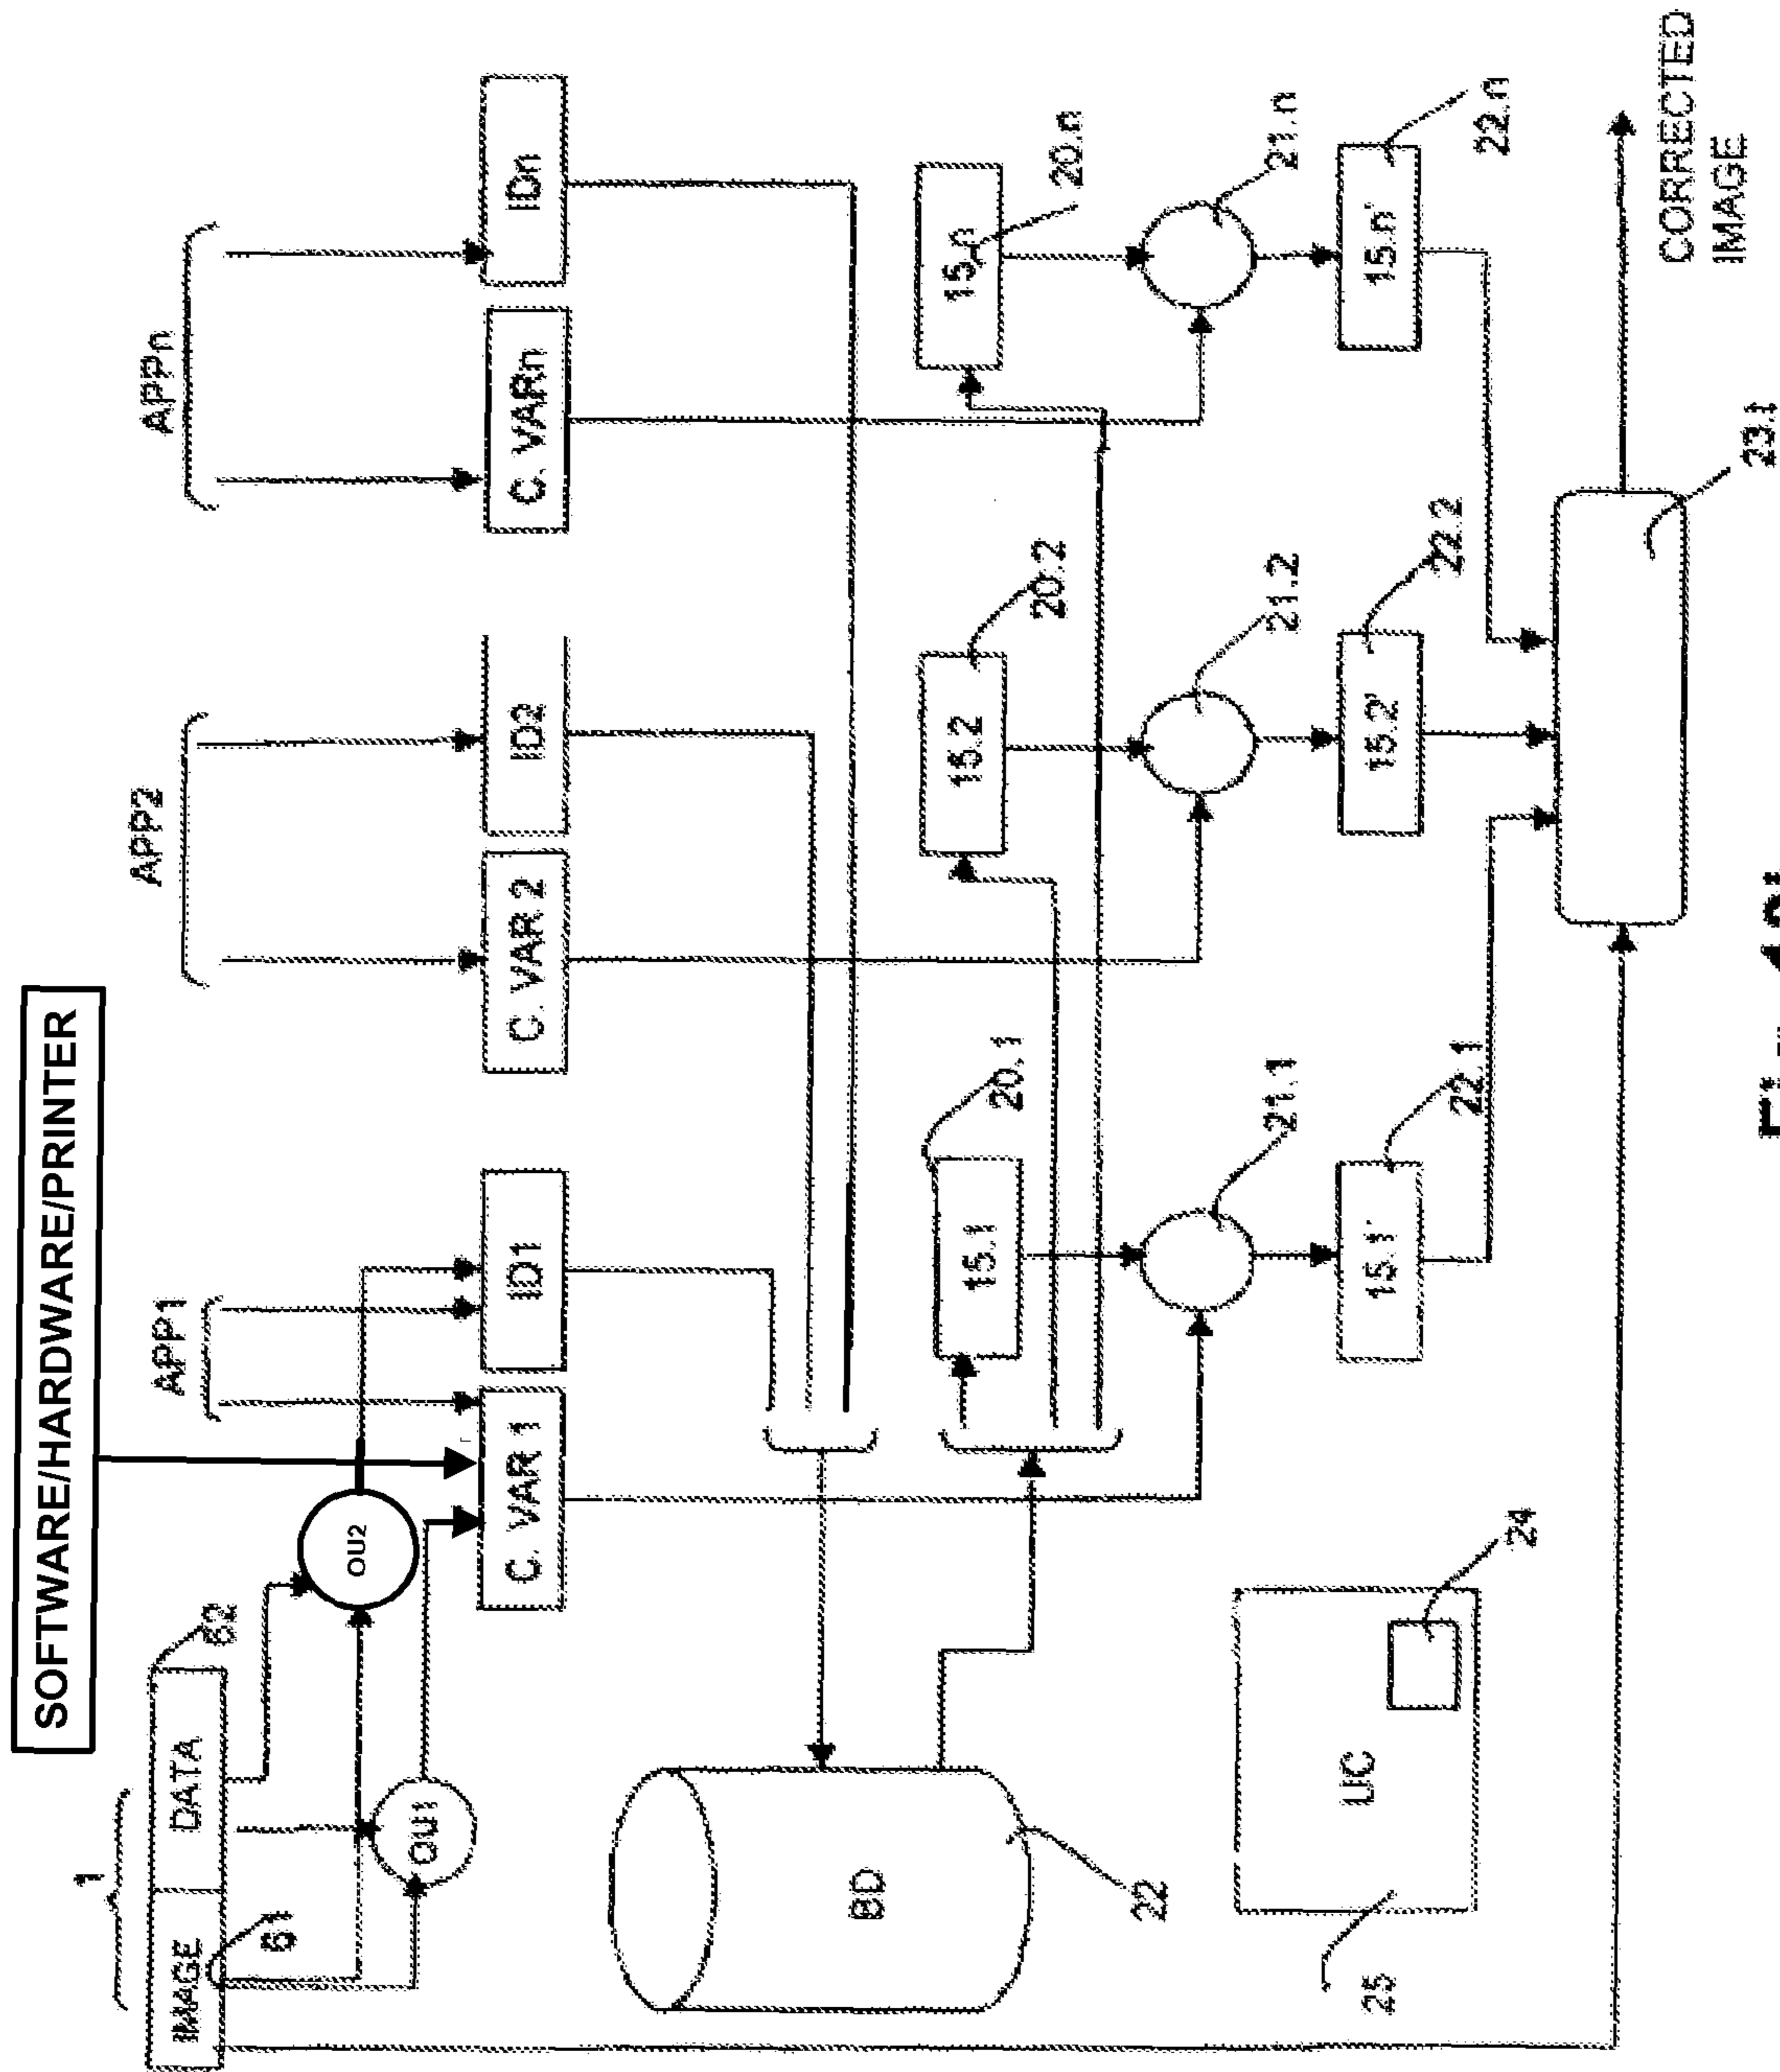 SOFTWARE/HARDWARE/PRINTER
1
IMAGE
DATA
61
62
OU1
OU2
APP1
APP2
APPn
C. VAR 1
ID1
C. VAR 2
ID2
C. VARn
IDn
BD
22
15.1
20.1
15.2
20.2
15.n
20.n
21.1
21.2
21.n
15.1'
22.1
15.2'
22.2
15.n'
22.n
UC
24
25
23.1
CORRECTED
IMAGE